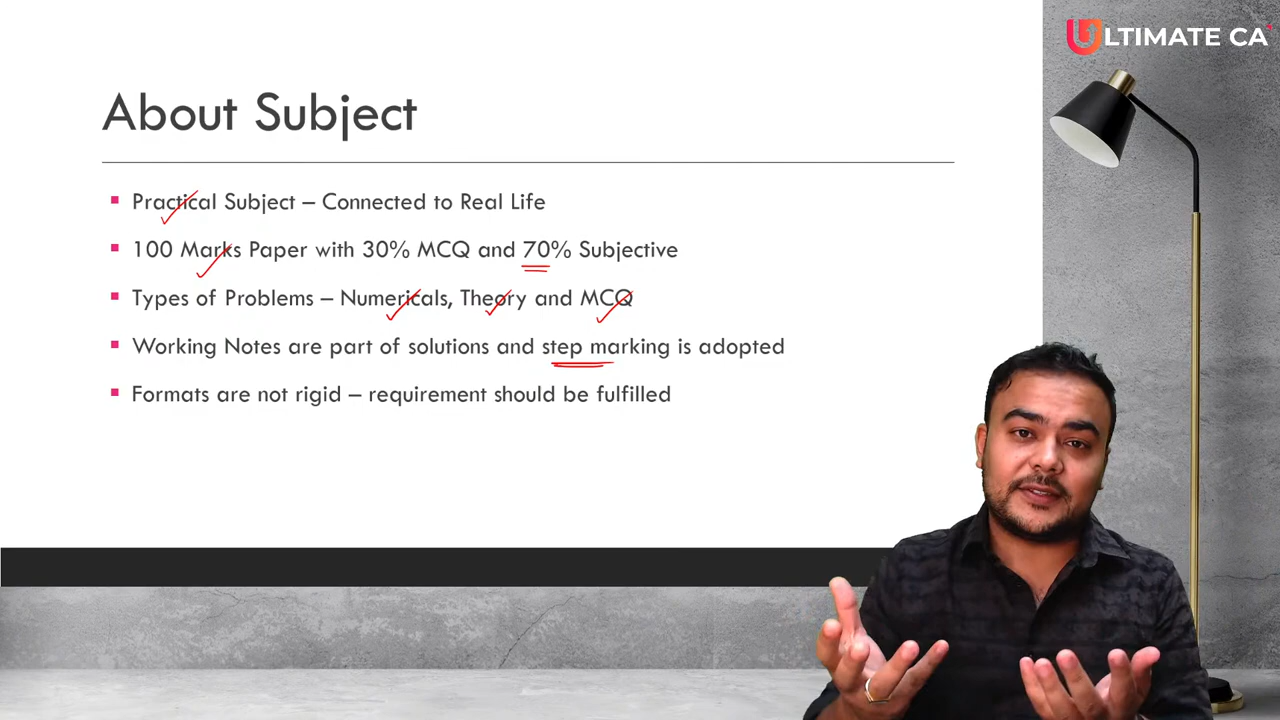 ULTIMATE CA
About Subject
Practical Subject – Connected to Real Life
100 Marks Paper with 30% MCQ and 70% Subjective
Types of Problems – Numericals, Theory and MCQ
Working Notes are part of solutions and step marking is adopted
Formats are not rigid – requirement should be fulfilled